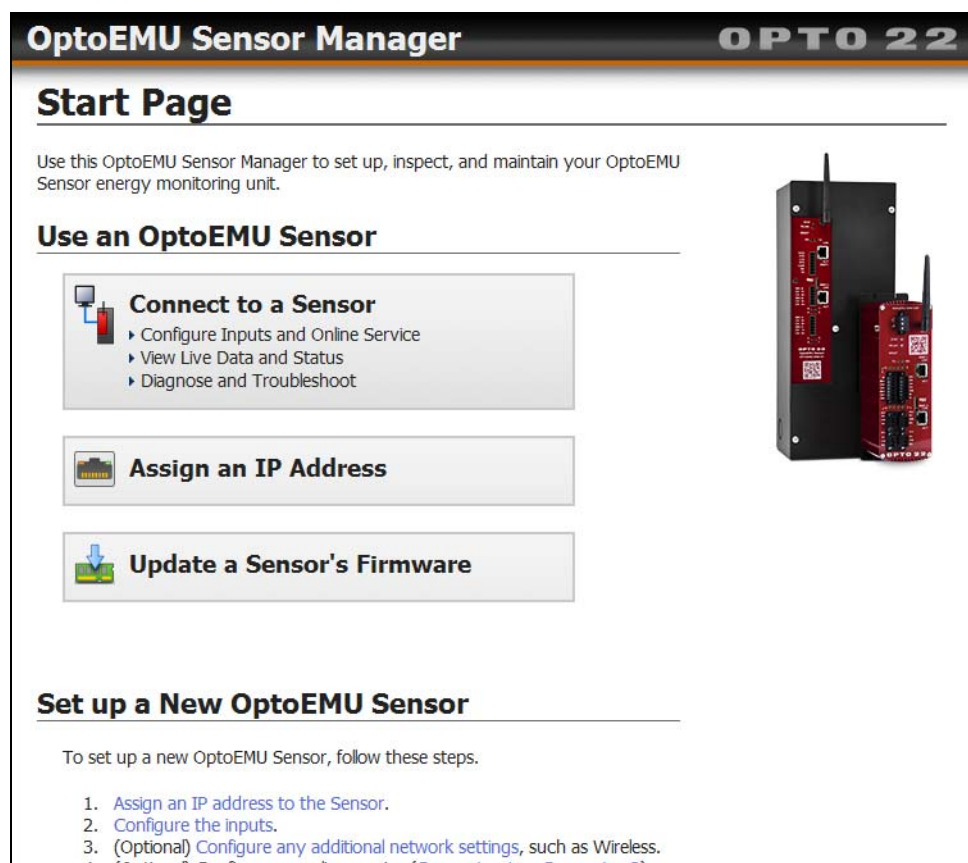 OptoEMU Sensor Manager
OPTO 22
Start Page
Use this OptoEMU Sensor Manager to set up, inspect, and maintain your OptoEMU
Sensor energy monitoring unit.
Use an OptoEMU Sensor
Connect to a Sensor
Configure Inputs and Online Service
View Live Data and Status
Diagnose and Troubleshoot
Assign an IP Address
Update a Sensor's Firmware
OPTO 22
OPTO 22
Set up a New OptoEMU Sensor
To set up a new OptoEMU Sensor, follow these steps.
1. Assign an IP address to the Sensor.
2. Configure the inputs.
3. (Optional) Configure any additional network settings, such as Wireless.